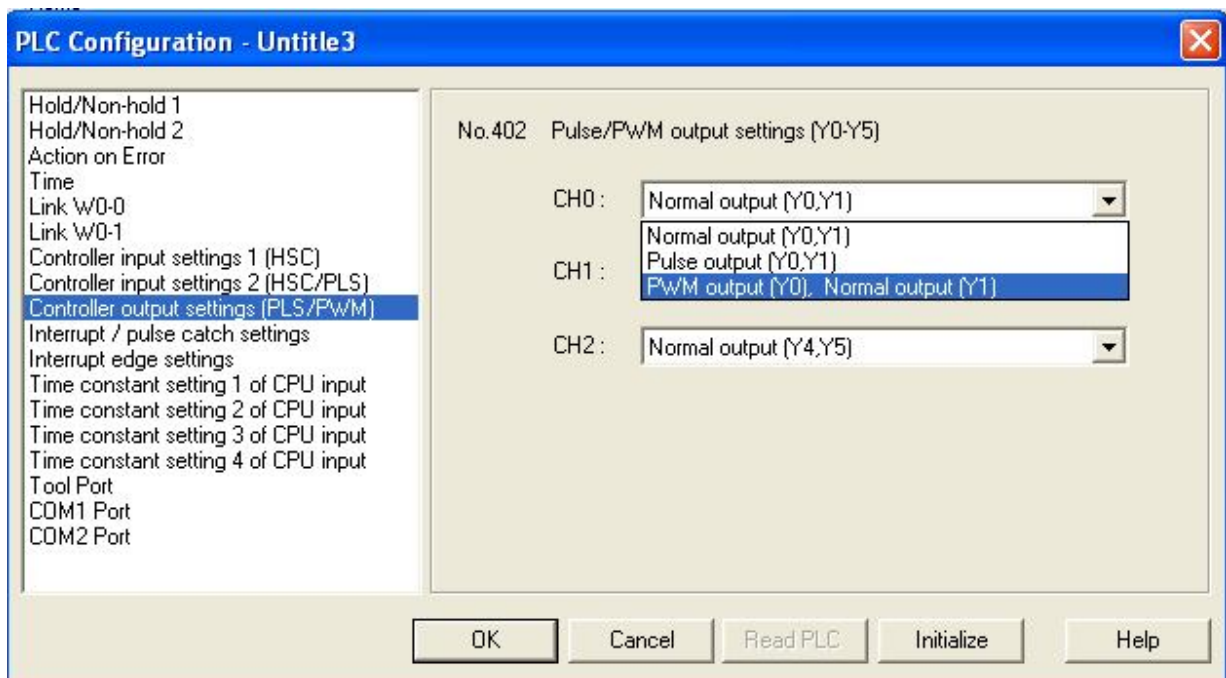 PLC Configuration - Untitle3
Hold/Non-hold 1
Hold/Non-hold 2
Action on Error
Time
Link W0-0
Link W0-1
Controller input settings 1 (HSC)
Controller input settings 2 (HSC/PLS)
Controller output settings (PLS/PWM)
Interrupt / pulse catch settings
Interrupt edge settings
Time constant setting 1 of CPU input
Time constant setting 2 of CPU input
Time constant setting 3 of CPU input
Time constant setting 4 of CPU input
Tool Port
COM1 Port
COM2 Port
No.402 Pulse/PWM output settings (Y0-Y5)
CH0 : Normal output (Y0,Y1)
Normal output (Y0,Y1)
Pulse output (Y0,Y1)
PWM output (Y0), Normal output (Y1)
CH1 :
CH2 : Normal output (Y4,Y5)
OK Cancel Read PLC Initialize Help